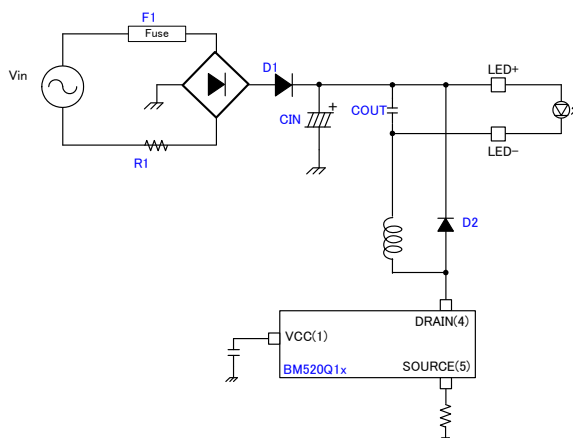 F1
Fuse
Vin
D1
LED+
+
CIN
COUT
R1
LED-
D2
DRAIN(4)
VCC(1)
SOURCE(5)
BM520Q1x